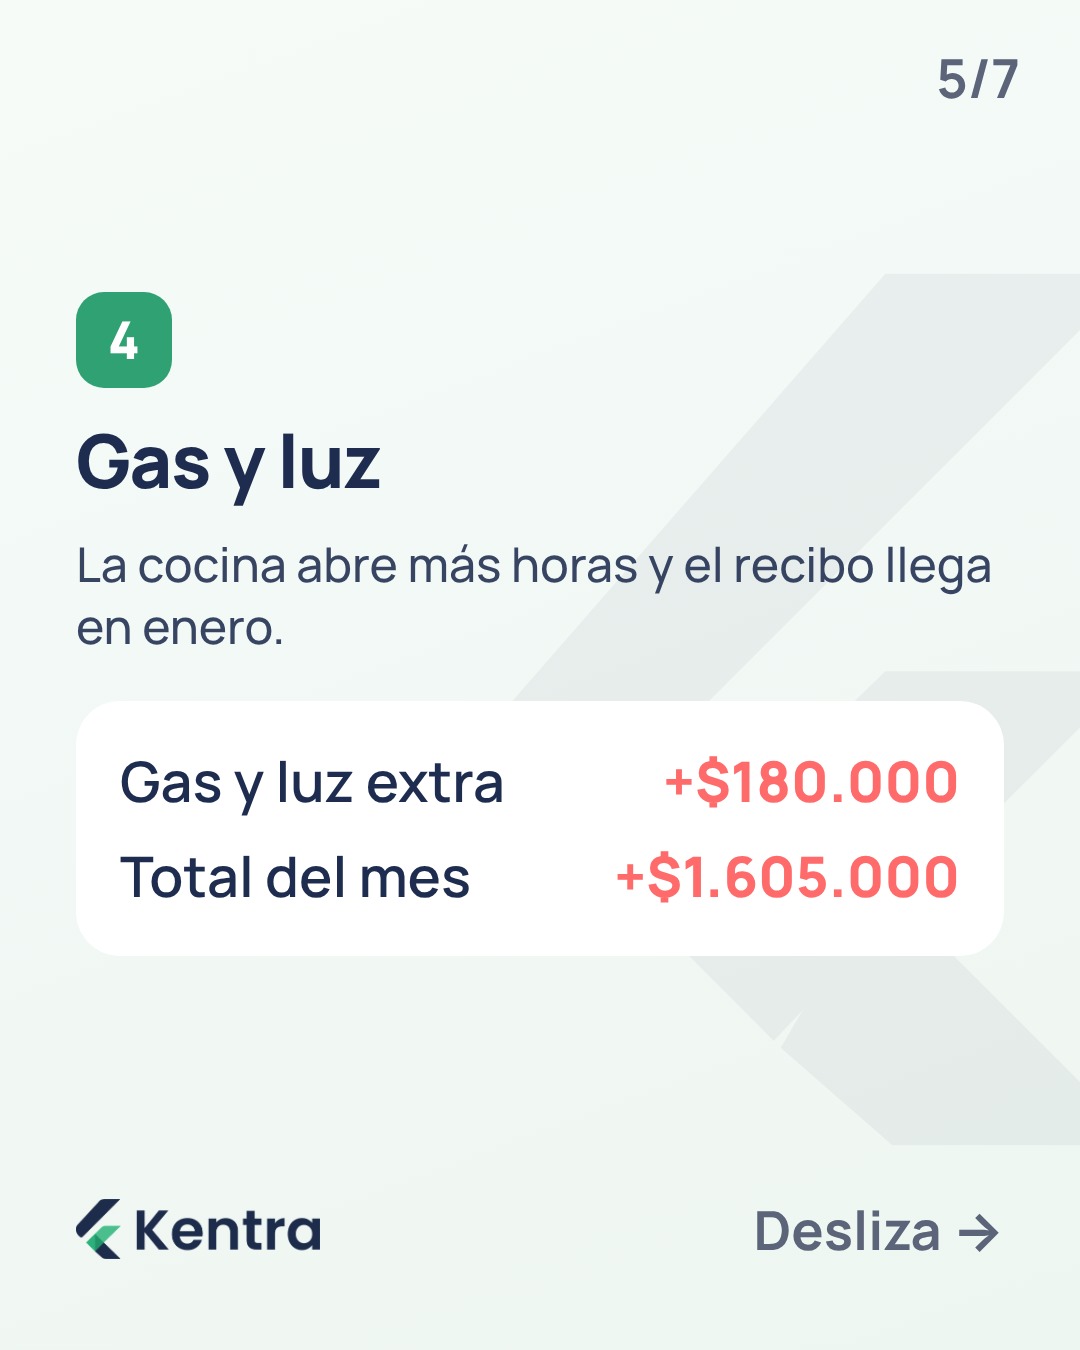 5/7
4
Gas y luz
La cocina abre más horas y el recibo llega
en enero.
Gas y luz extra +$180.000
Total del mes +$1.605.000
Kentra
Desliza →